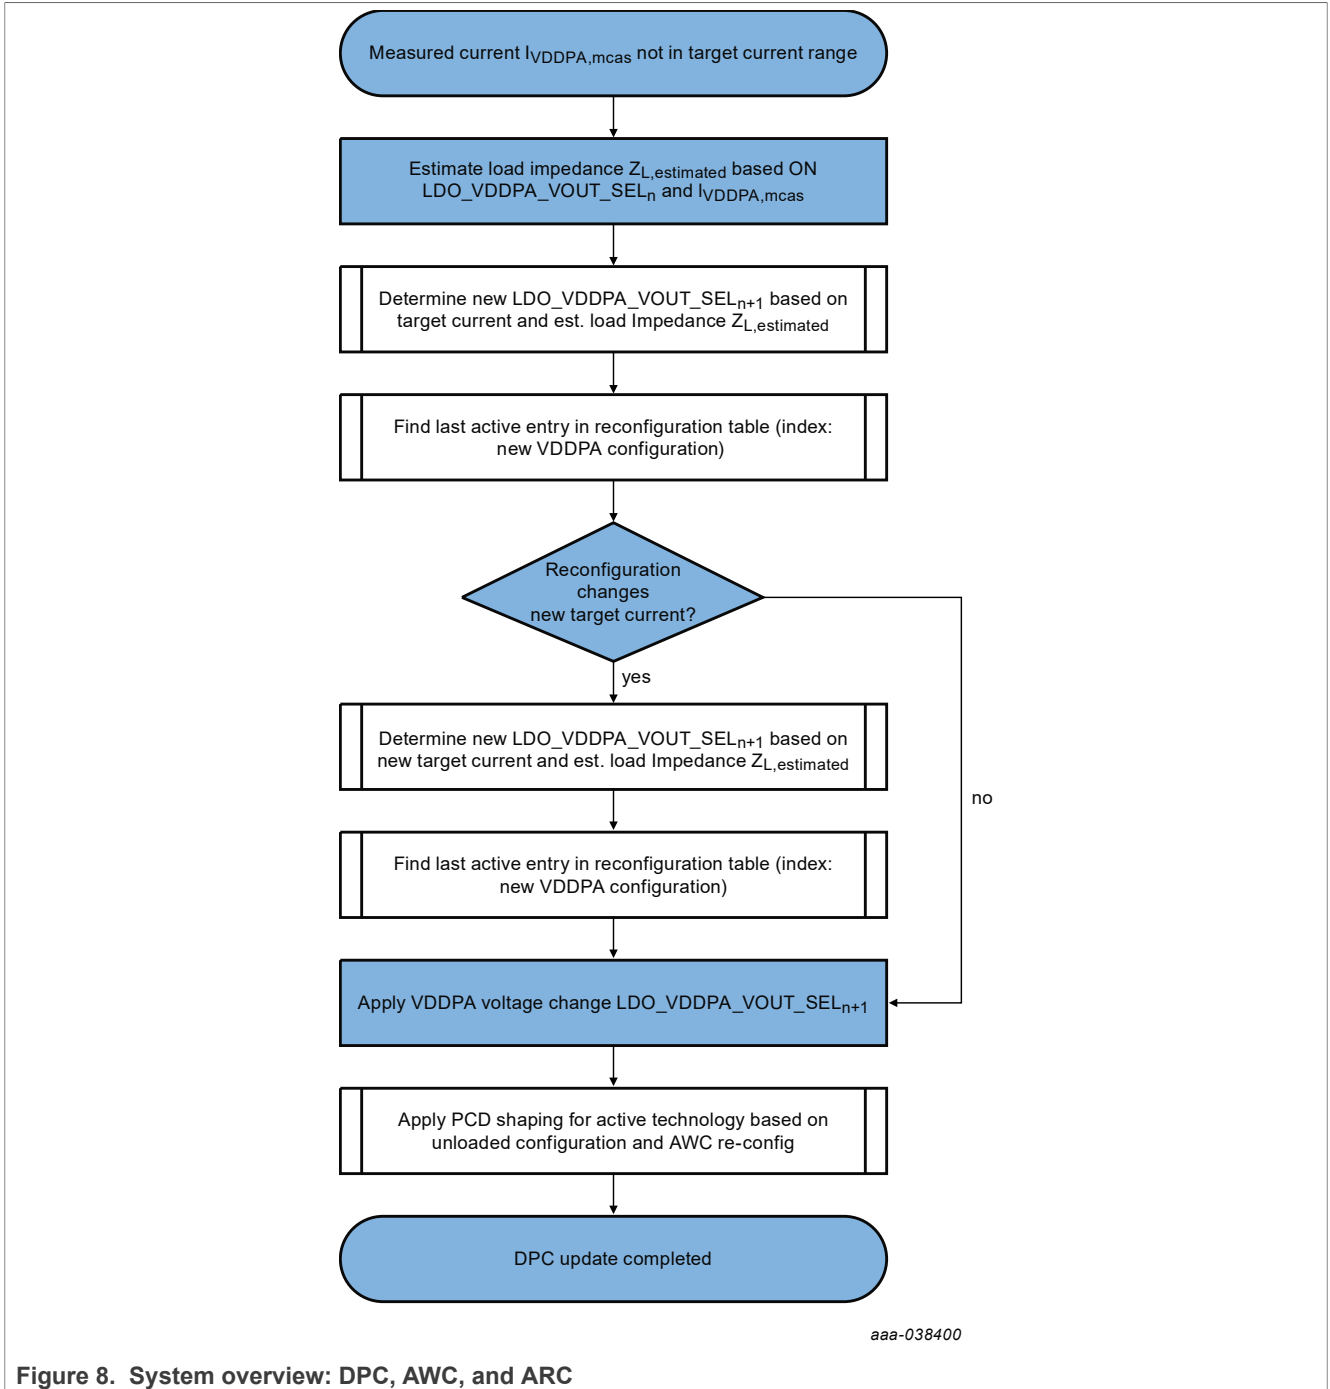 Measured current IVDDPA,mcas not in target current range
Estimate load impedance ZL,estimated based ON
LDO_VDDPA_VOUT_SELn and IVDDPA,mcas
Determine new LDO_VDDPA_VOUT_SELn+1 based on
target current and est. load Impedance ZL,estimated
Find last active entry in reconfiguration table (index:
new VDDPA configuration)
Reconfiguration
changes
new target current?
yes
no
Determine new LDO_VDDPA_VOUT_SELn+1 based on
new target current and est. load Impedance ZL,estimated
Find last active entry in reconfiguration table (index:
new VDDPA configuration)
Apply VDDPA voltage change LDO_VDDPA_VOUT_SELn+1
Apply PCD shaping for active technology based on
unloaded configuration and AWC re-config
DPC update completed
aaa-038400
Figure 8. System overview: DPC, AWC, and ARC